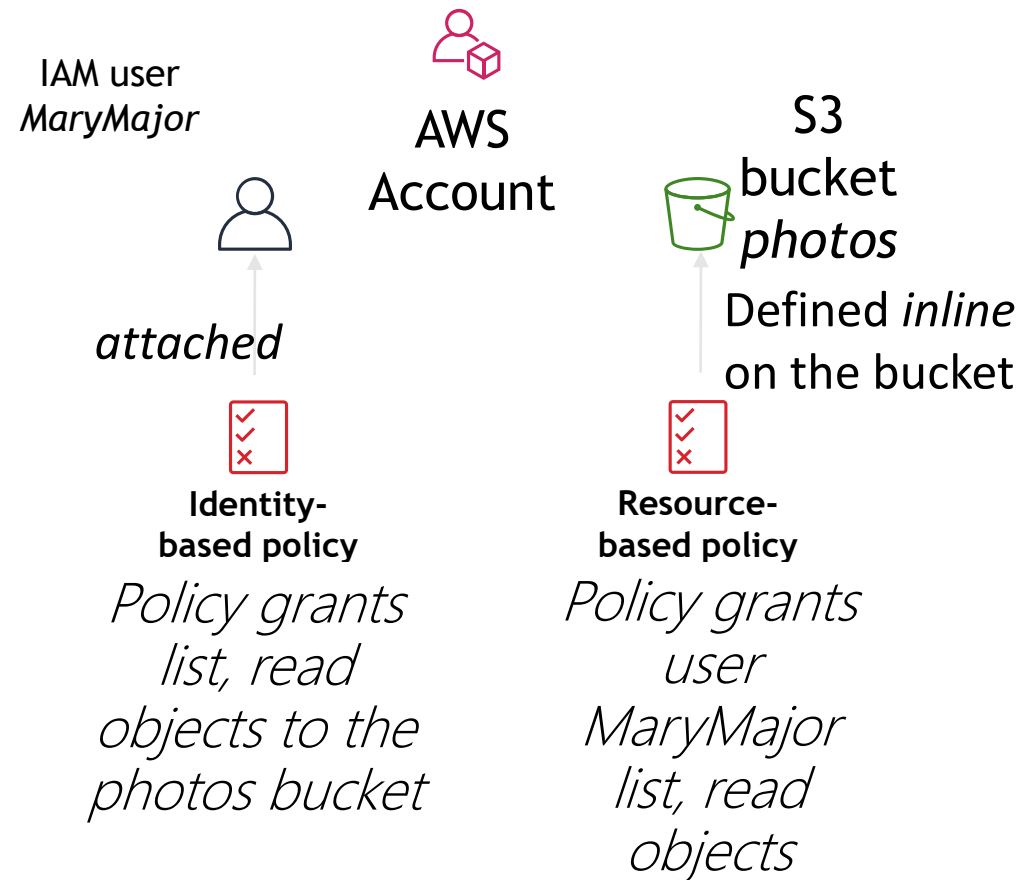 IAM user
MaryMajor
AWS
Account
S3
bucket
photos
attached
Defined inline
on the bucket
Identity-
based policy
Policy grants
list, read
objects to the
photos bucket
Resource-
based policy
Policy grants
user
MaryMajor
list, read
objects